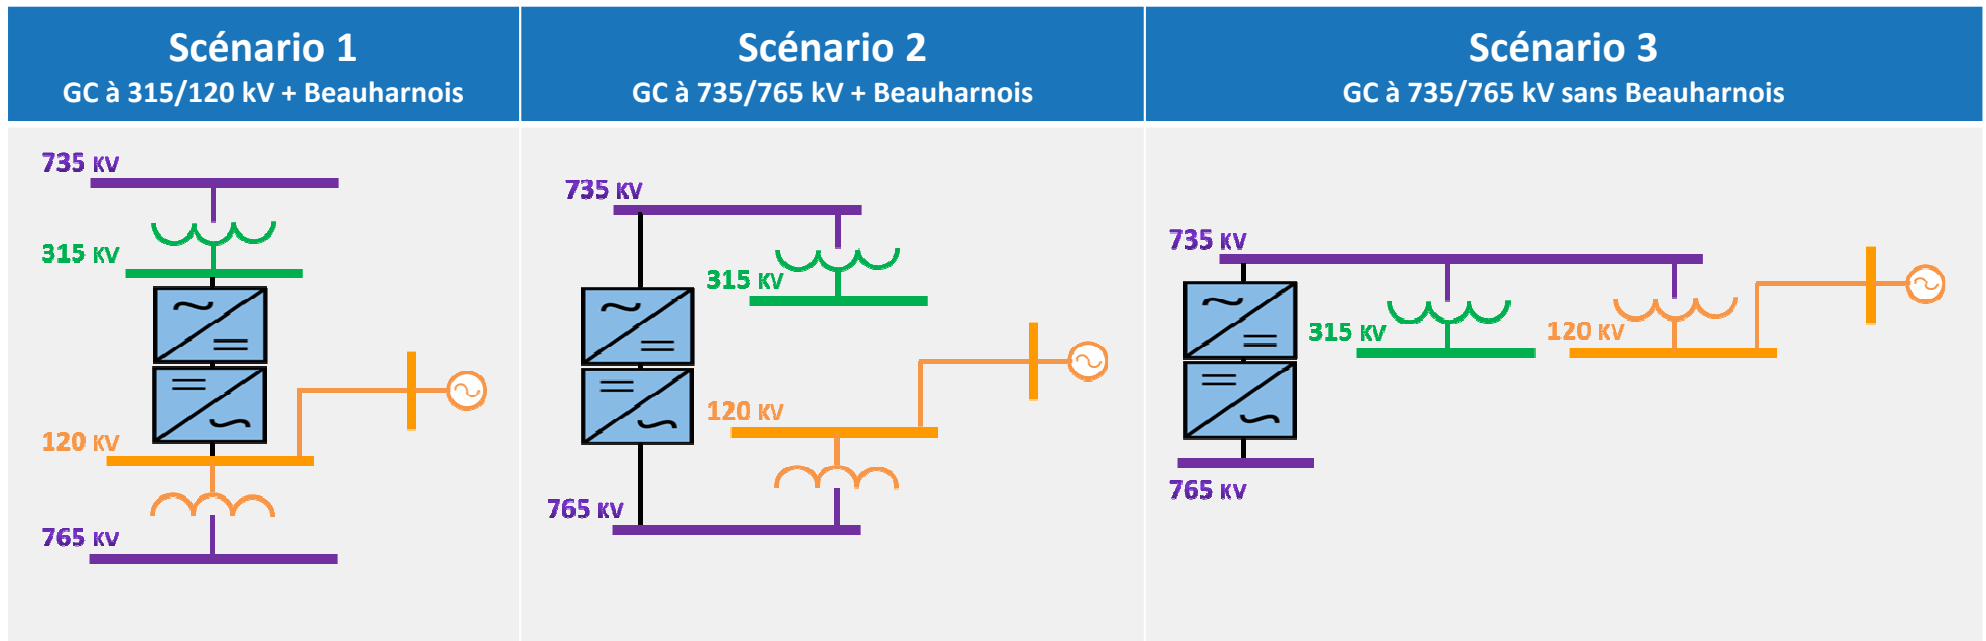 Scénario 1
GC à 315/120 kV + Beauharnois
Scénario 2
GC à 735/765 kV + Beauharnois
Scénario 3
GC à 735/765 kV sans Beauharnois
735 KV
315 KV
120 KV
765 KV
735 KV
315 KV
120 KV
765 KV
735 KV
315 KV
120 KV
765 KV